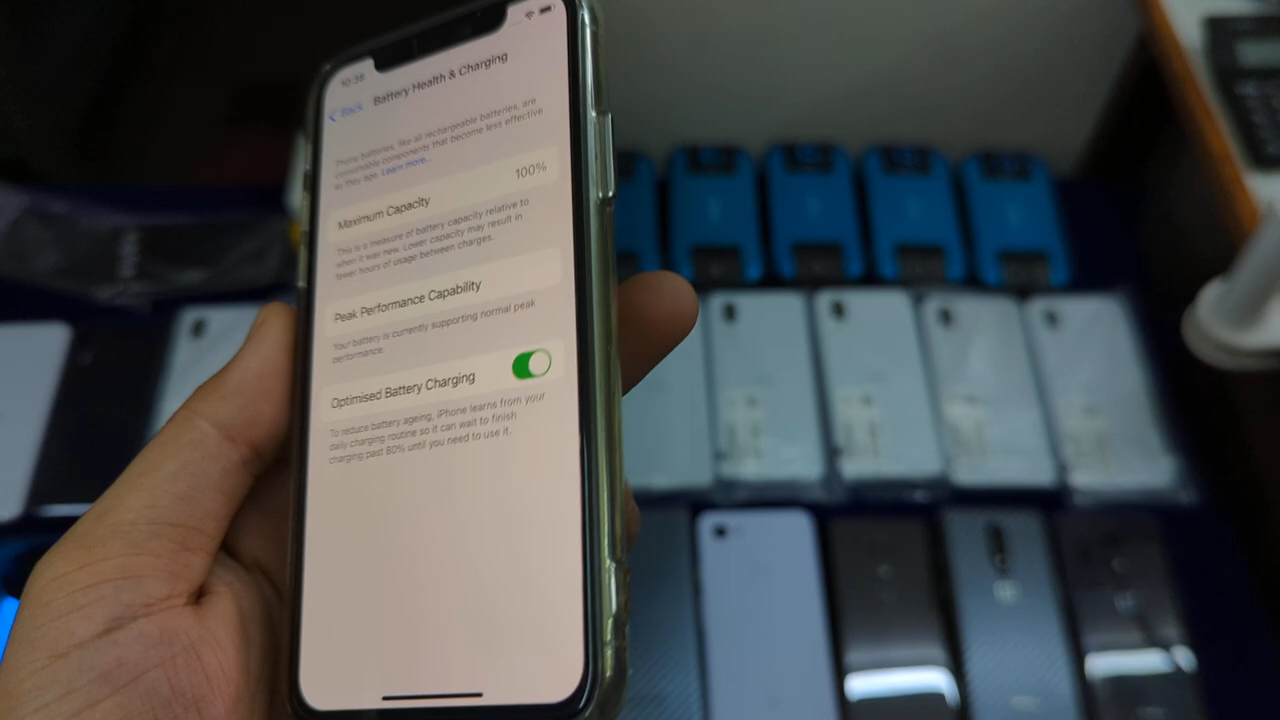 10:38
Back
Battery Health & Charging
Phone batteries, like all rechargeable batteries, are
consumable components that become less effective
as they age. Learn more...
Maximum Capacity 100%
This is a measure of battery capacity relative to
when it was new. Lower capacity may result in
fewer hours of usage between charges.
Peak Performance Capability
Your battery is currently supporting normal peak
performance.
Optimised Battery Charging
To reduce battery ageing, iPhone learns from your
daily charging routine so it can wait to finish
charging past 80% until you need to use it.